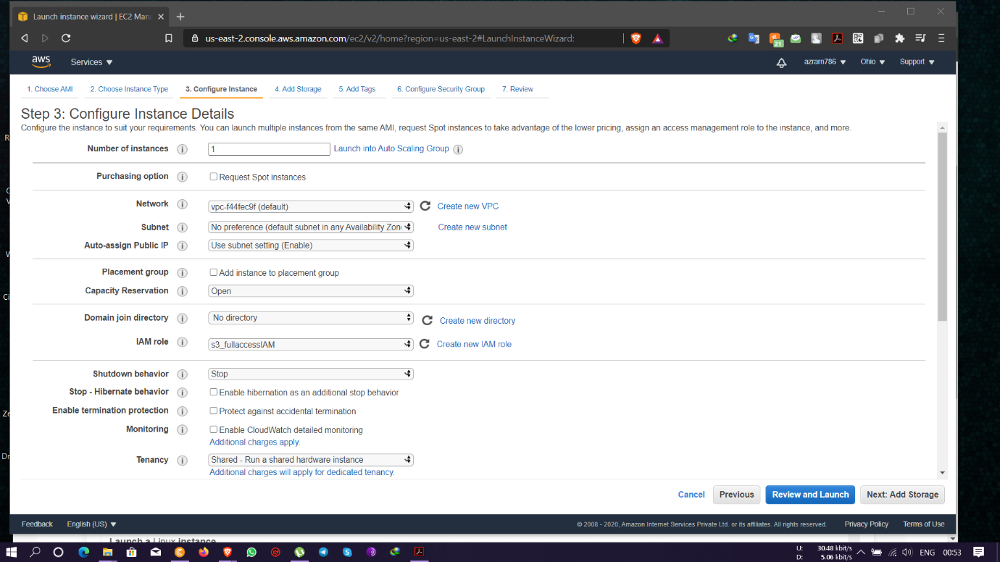 Launch instance wizard | EC2 Mana
us-east-2.console.aws.amazon.com/ec2/v2/home?region=us-east-2#LaunchInstanceWizard:
21
aws
Services
azram786
Ohio
Support
1. Choose AMI
2. Choose Instance Type
3. Configure Instance
4. Add Storage
5. Add Tags
6. Configure Security Group
7. Review
Step 3: Configure Instance Details
Configure the instance to suit your requirements. You can launch multiple instances from the same AMI, request Spot instances to take advantage of the lower pricing, assign an access management role to the instance, and more.
Number of instances 1 Launch into Auto Scaling Group
Purchasing option Request Spot instances
Network vpc-f44fec9f (default) Create new VPC
Subnet No preference (default subnet in any Availability Zon Create new subnet
Auto-assign Public IP Use subnet setting (Enable)
Placement group Add instance to placement group
Capacity Reservation Open
Domain join directory No directory Create new directory
IAM role s3_fullaccessIAM Create new IAM role
Shutdown behavior Stop
Stop - Hibernate behavior Enable hibernation as an additional stop behavior
Enable termination protection Protect against accidental termination
Monitoring Enable CloudWatch detailed monitoring
Additional charges apply.
Tenancy Shared - Run a shared hardware instance
Additional charges will apply for dedicated tenancy.
Cancel Previous Review and Launch Next: Add Storage
Feedback English (US) © 2008 - 2020, Amazon Internet Services Private Ltd. or its affiliates. All rights reserved. Privacy Policy Terms of Use
Launch a Linux instance
U: 30.48 kbit/s
D: 5.06 kbit/s
ENG 00:53